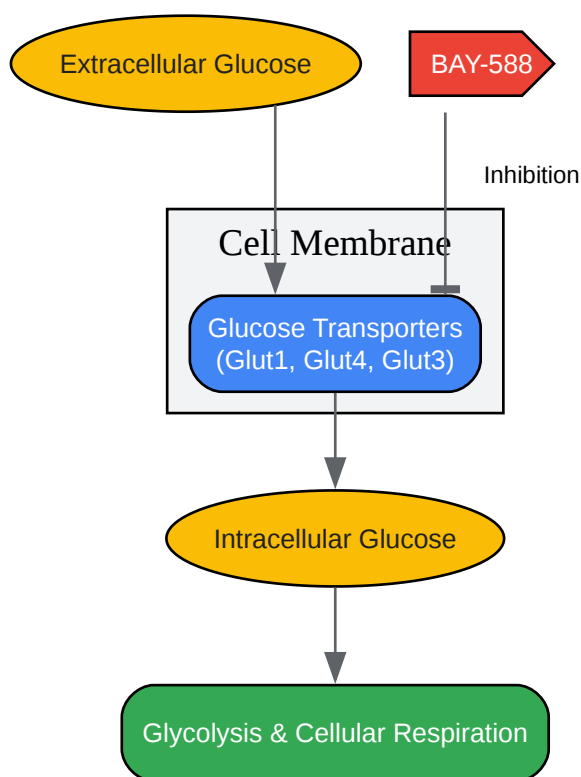 Extracellular Glucose
BAY-588
Inhibition
Cell Membrane
Glucose Transporters
(Glut1, Glut4, Glut3)
Intracellular Glucose
Glycolysis & Cellular Respiration